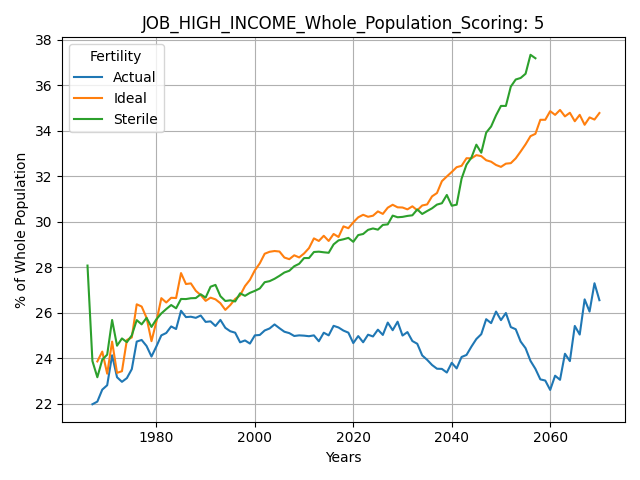 JOB_HIGH_INCOME_Whole_Population_Scoring: 5
Fertility
Actual
Ideal
Sterile
% of Whole Population
38
36
34
32
30
28
26
24
22
1980
2000
2020
2040
2060
Years